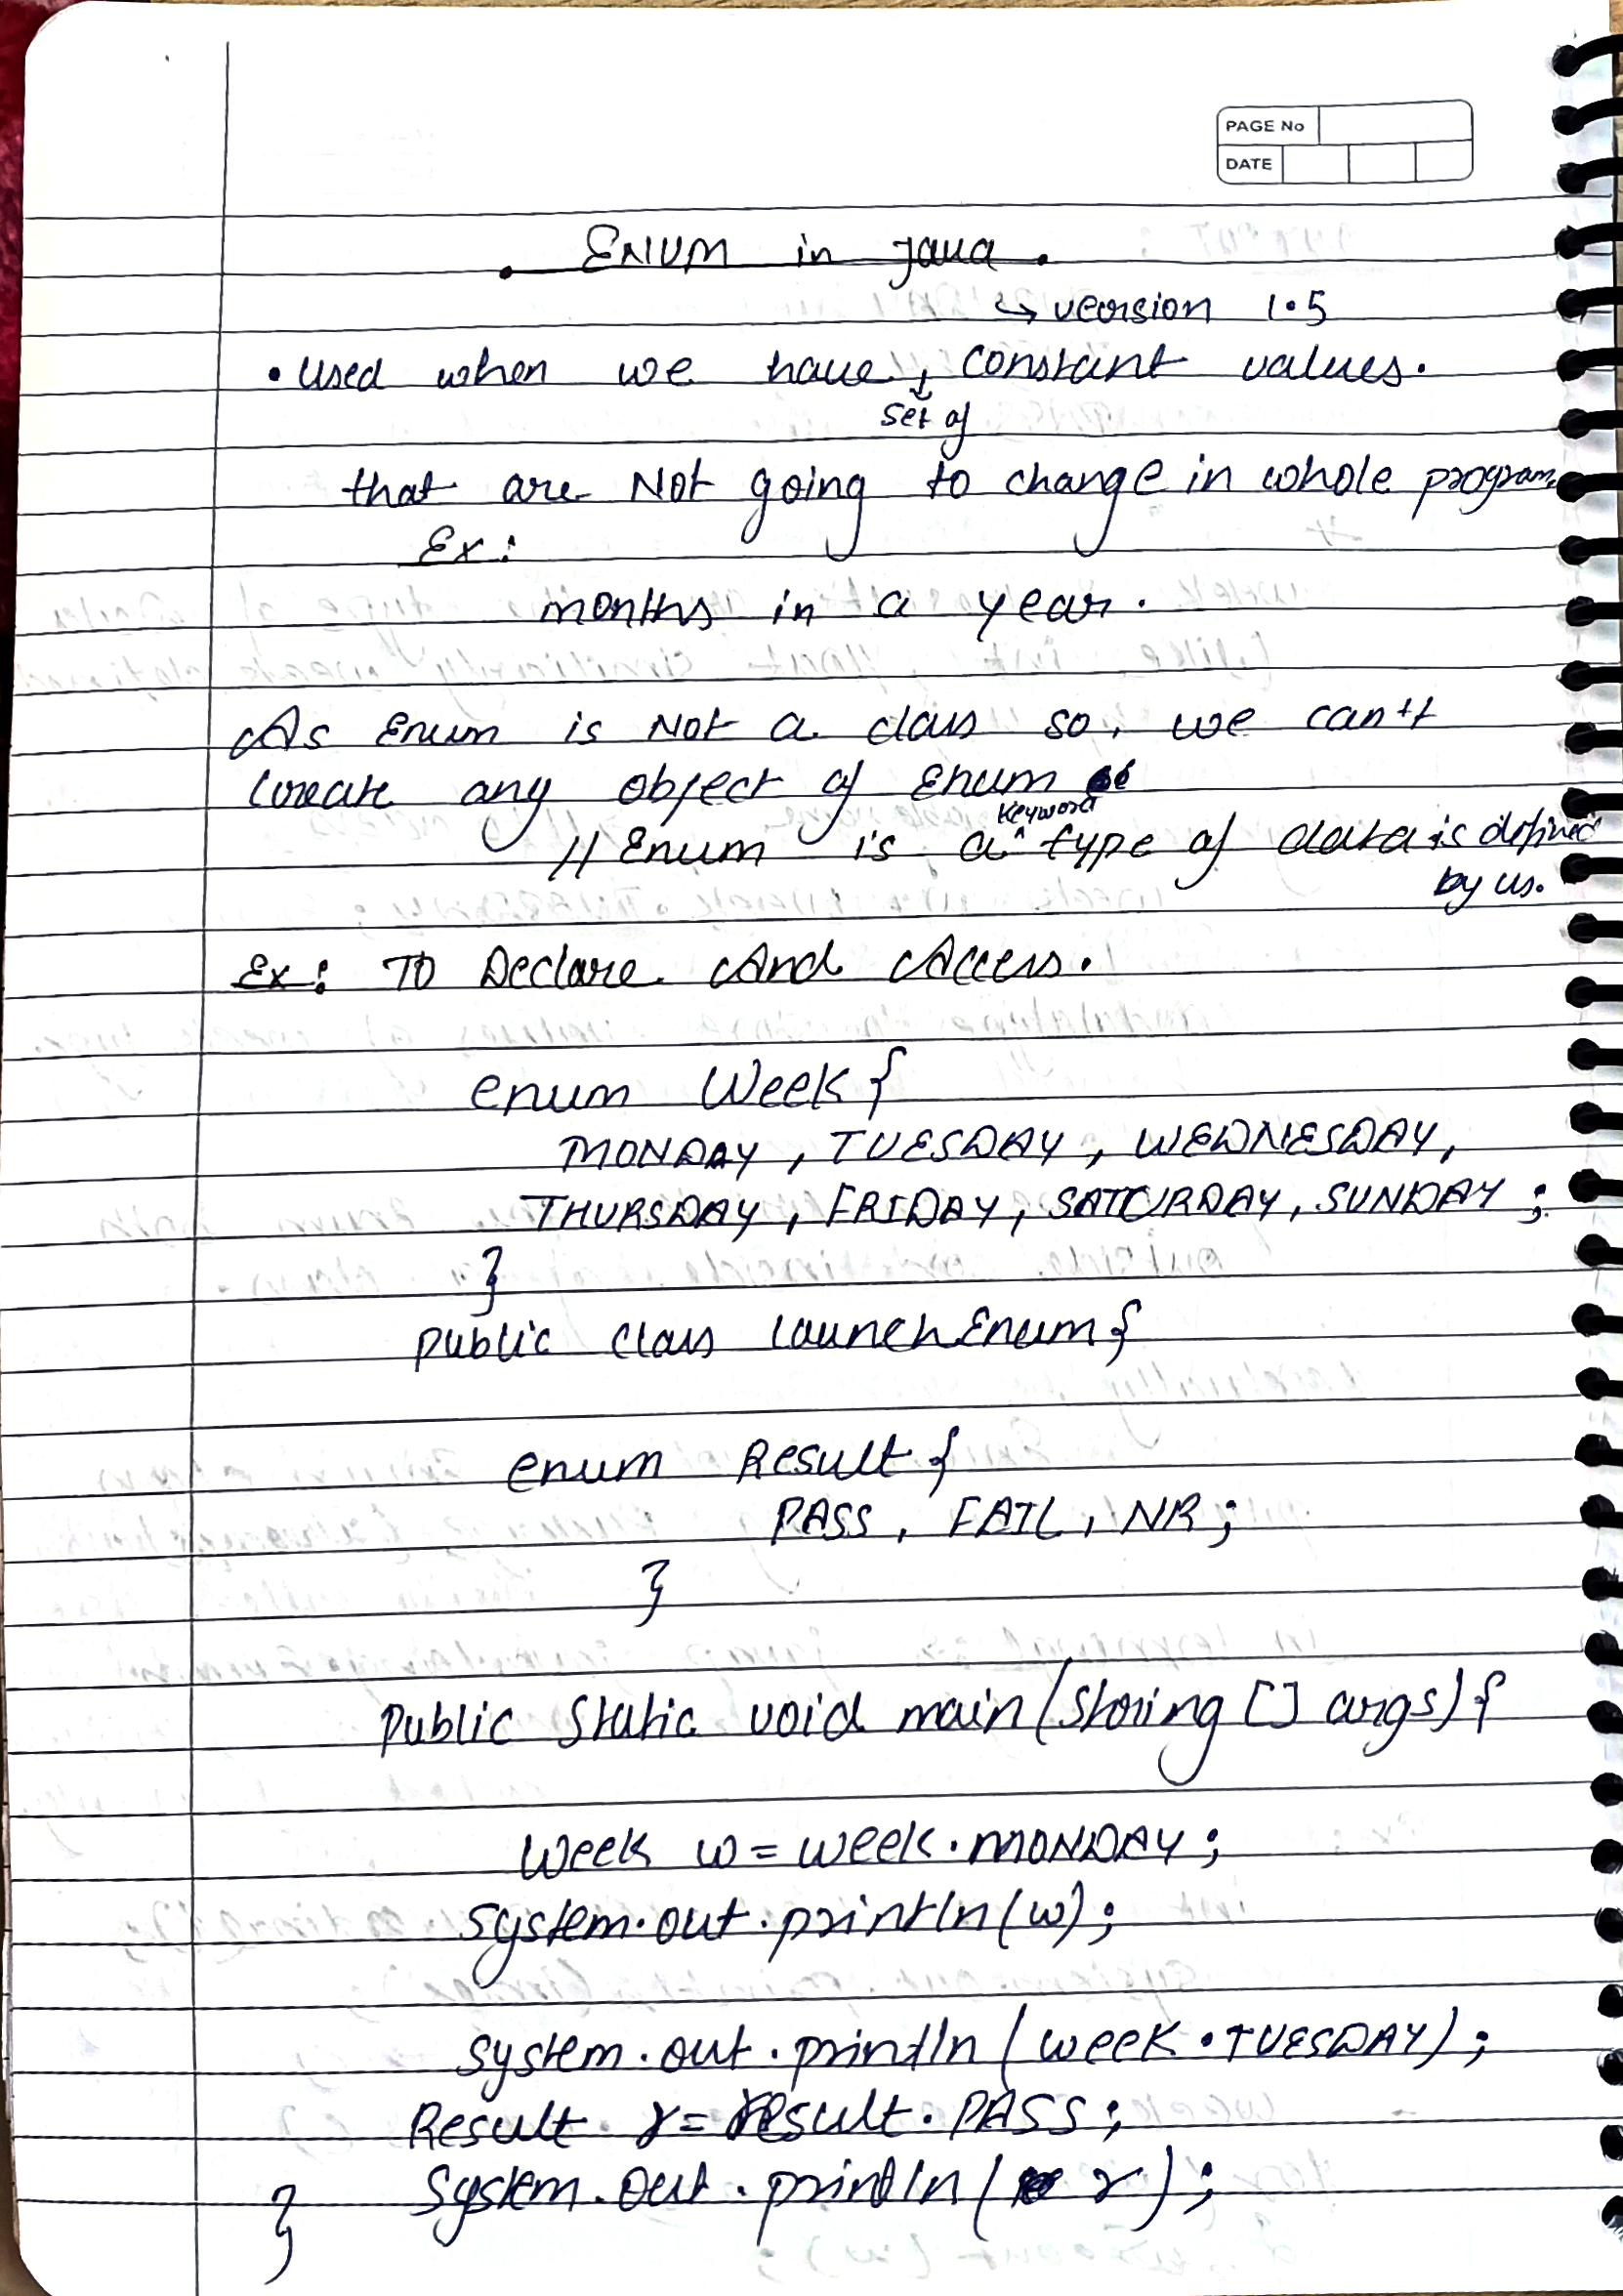 PAGE No
DATE
. ENUM in java .
↳ version 1.5
• Used when we have, constant values.
set of
that are Not going to change in whole program.
Ex:
months in a year.
As Enum is Not a class so, we can't
create any object of Enum
keyword
// Enum is a ^ type of data is defined
by us.
Ex: TO Declare And Access.
enum Week {
MONDAY, TUESDAY, WEDNESDAY,
THURSDAY, FRIDAY, SATURDAY, SUNDAY;
}
public class launchEnum {
enum Result {
PASS, FAIL, NR;
}
public static void main (String [] args) {
Week w = week.MONDAY;
System.out.println(w);
System.out.println(week.TUESDAY);
Result r = result.PASS;
System.out.println( r );
}